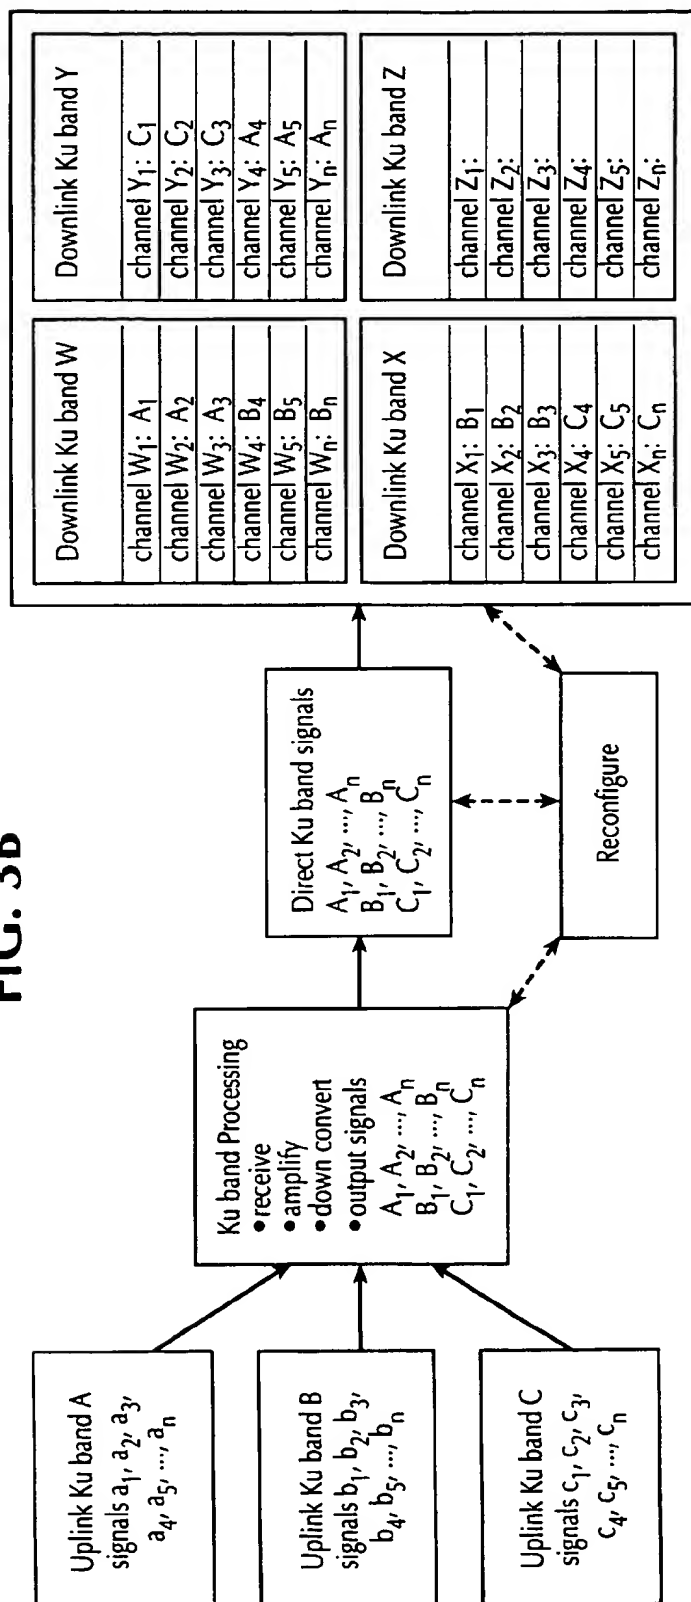 FIG. 3B
Uplink Ku band A
signals a₁, a₂, a₃,
a₄, a₅, ..., aₙ
Uplink Ku band B
signals b₁, b₂, b₃,
b₄, b₅, ..., bₙ
Uplink Ku band C
signals c₁, c₂, c₃,
c₄, c₅, ..., cₙ
Ku band Processing
•receive
•amplify
•down convert
•output signals
A₁, A₂, ..., Aₙ
B₁, B₂, ..., Bₙ
C₁, C₂, ..., Cₙ
Direct Ku band signals
A₁, A₂, ..., Aₙ
B₁, B₂, ..., Bₙ
C₁, C₂, ..., Cₙ
Reconfigure
Downlink Ku band W
channel W₁: A₁
channel W₂: A₂
channel W₃: A₃
channel W₄: B₄
channel W₅: B₅
channel Wₙ: Bₙ
Downlink Ku band Y
channel Y₁: C₁
channel Y₂: C₂
channel Y₃: C₃
channel Y₄: A₄
channel Y₅: A₅
channel Yₙ: Aₙ
Downlink Ku band X
channel X₁: B₁
channel X₂: B₂
channel X₃: B₃
channel X₄: C₄
channel X₅: C₅
channel Xₙ: Cₙ
Downlink Ku band Z
channel Z₁:
channel Z₂:
channel Z₃:
channel Z₄:
channel Z₅:
channel Zₙ: